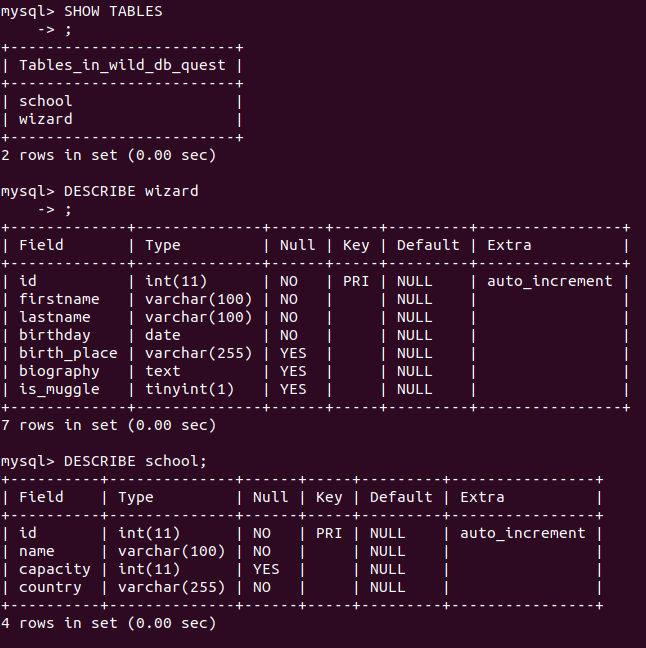 mysql> SHOW TABLES
    -> ;
+-------------------------+
| Tables_in_wild_db_quest |
+-------------------------+
| school                  |
| wizard                  |
+-------------------------+
2 rows in set (0.00 sec)

mysql> DESCRIBE wizard
    -> ;
+-------------+--------------+------+-----+---------+----------------+
| Field       | Type         | Null | Key | Default | Extra          |
+-------------+--------------+------+-----+---------+----------------+
| id          | int(11)      | NO   | PRI | NULL    | auto_increment |
| firstname   | varchar(100) | NO   |     | NULL    |                |
| lastname    | varchar(100) | NO   |     | NULL    |                |
| birthday    | date         | NO   |     | NULL    |                |
| birth_place | varchar(255) | YES  |     | NULL    |                |
| biography   | text         | YES  |     | NULL    |                |
| is_muggle   | tinyint(1)   | YES  |     | NULL    |                |
+-------------+--------------+------+-----+---------+----------------+
7 rows in set (0.00 sec)

mysql> DESCRIBE school;
+----------+--------------+------+-----+---------+----------------+
| Field    | Type         | Null | Key | Default | Extra          |
+----------+--------------+------+-----+---------+----------------+
| id       | int(11)      | NO   | PRI | NULL    | auto_increment |
| name     | varchar(100) | NO   |     | NULL    |                |
| capacity | int(11)      | YES  |     | NULL    |                |
| country  | varchar(255) | NO   |     | NULL    |                |
+----------+--------------+------+-----+---------+----------------+
4 rows in set (0.00 sec)